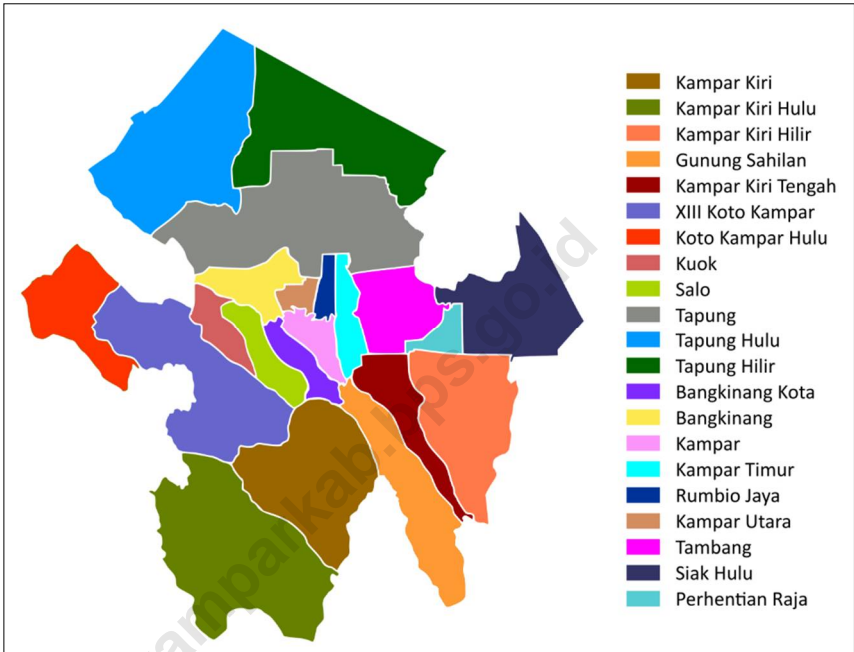 Kampar Kiri
Kampar Kiri Hulu
Kampar Kiri Hilir
Gunung Sahilan
Kampar Kiri Tengah
XIII Koto Kampar
Koto Kampar Hulu
Kuok
Salo
Tapung
Tapung Hulu
Tapung Hilir
Bangkinang Kota
Bangkinang
Kampar
Kampar Timur
Rumbio Jaya
Kampar Utara
Tambang
Siak Hulu
Perhentian Raja
amparkab.bps.go.id